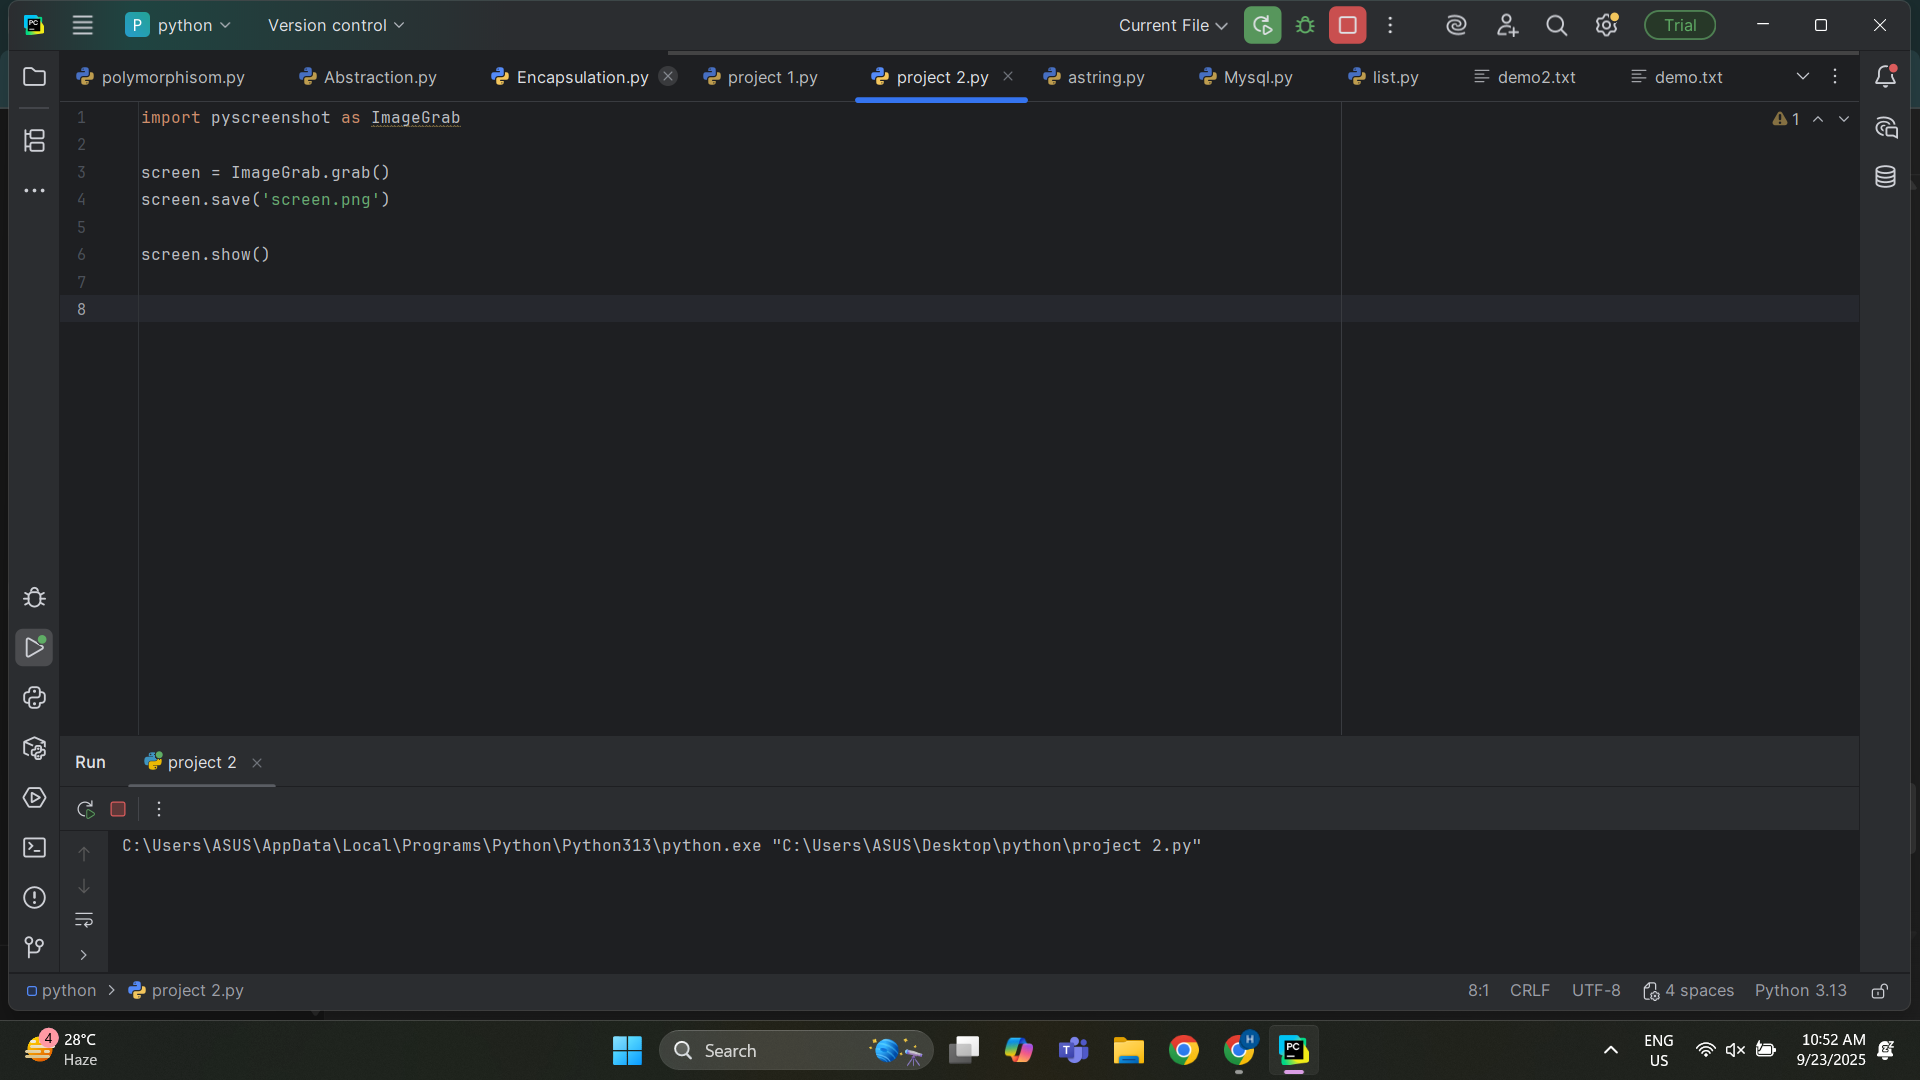 PC P python Version control Current File Trial
polymorphisom.py Abstraction.py Encapsulation.py project 1.py project 2.py astring.py Mysql.py list.py demo2.txt demo.txt
1 import pyscreenshot as ImageGrab
2
3 screen = ImageGrab.grab()
4 screen.save('screen.png')
5
6 screen.show()
7
8
1
Run project 2
C:\Users\ASUS\AppData\Local\Programs\Python\Python313\python.exe "C:\Users\ASUS\Desktop\python\project 2.py"
python > project 2.py 8:1 CRLF UTF-8 4 spaces Python 3.13
4 28°C
Haze
Search
T
H
PC
ENG
US
10:52 AM
9/23/2025